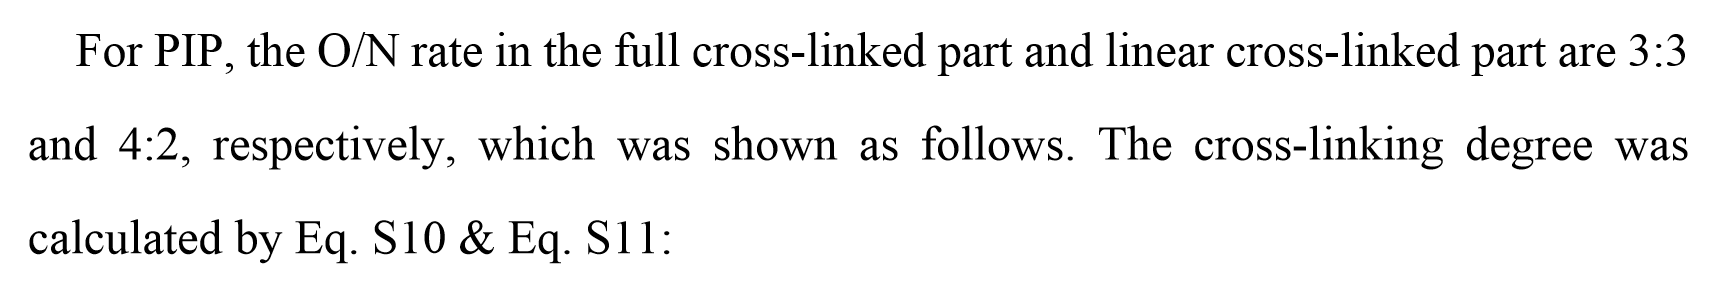 For PIP, the O/N rate in the full cross-linked part and linear cross-linked part are 3:3
and 4:2, respectively, which was shown as follows. The cross-linking degree was
calculated by Eq. S10 & Eq. S11: